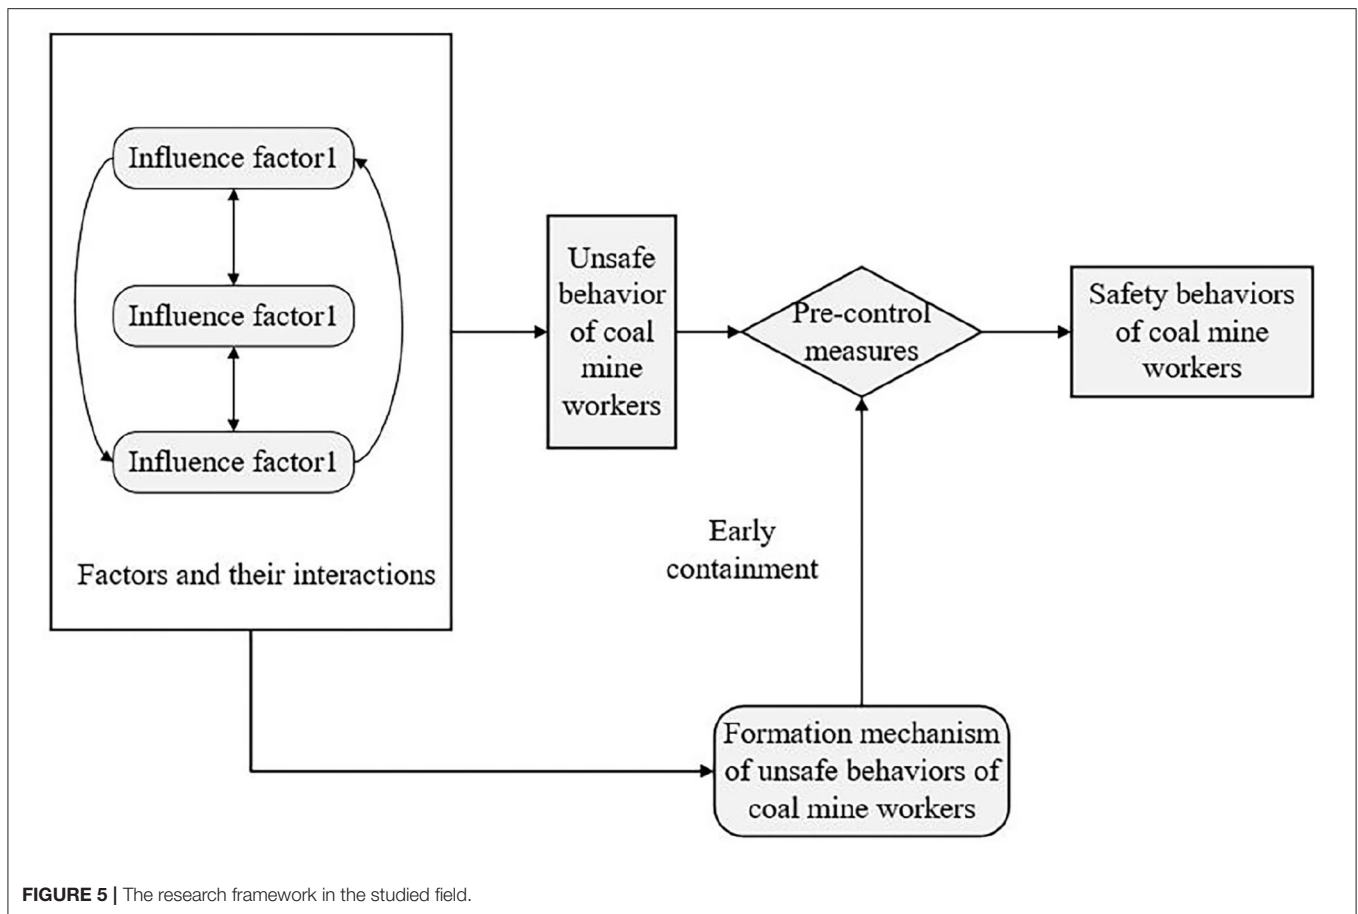 Influence factor1
Influence factor1
Influence factor1
Factors and their interactions
Unsafe
behavior
of coal
mine
workers
Pre-control
measures
Safety behaviors
of coal mine
workers
Early
containment
Formation mechanism
of unsafe behaviors of
coal mine workers
FIGURE 5 | The research framework in the studied field.